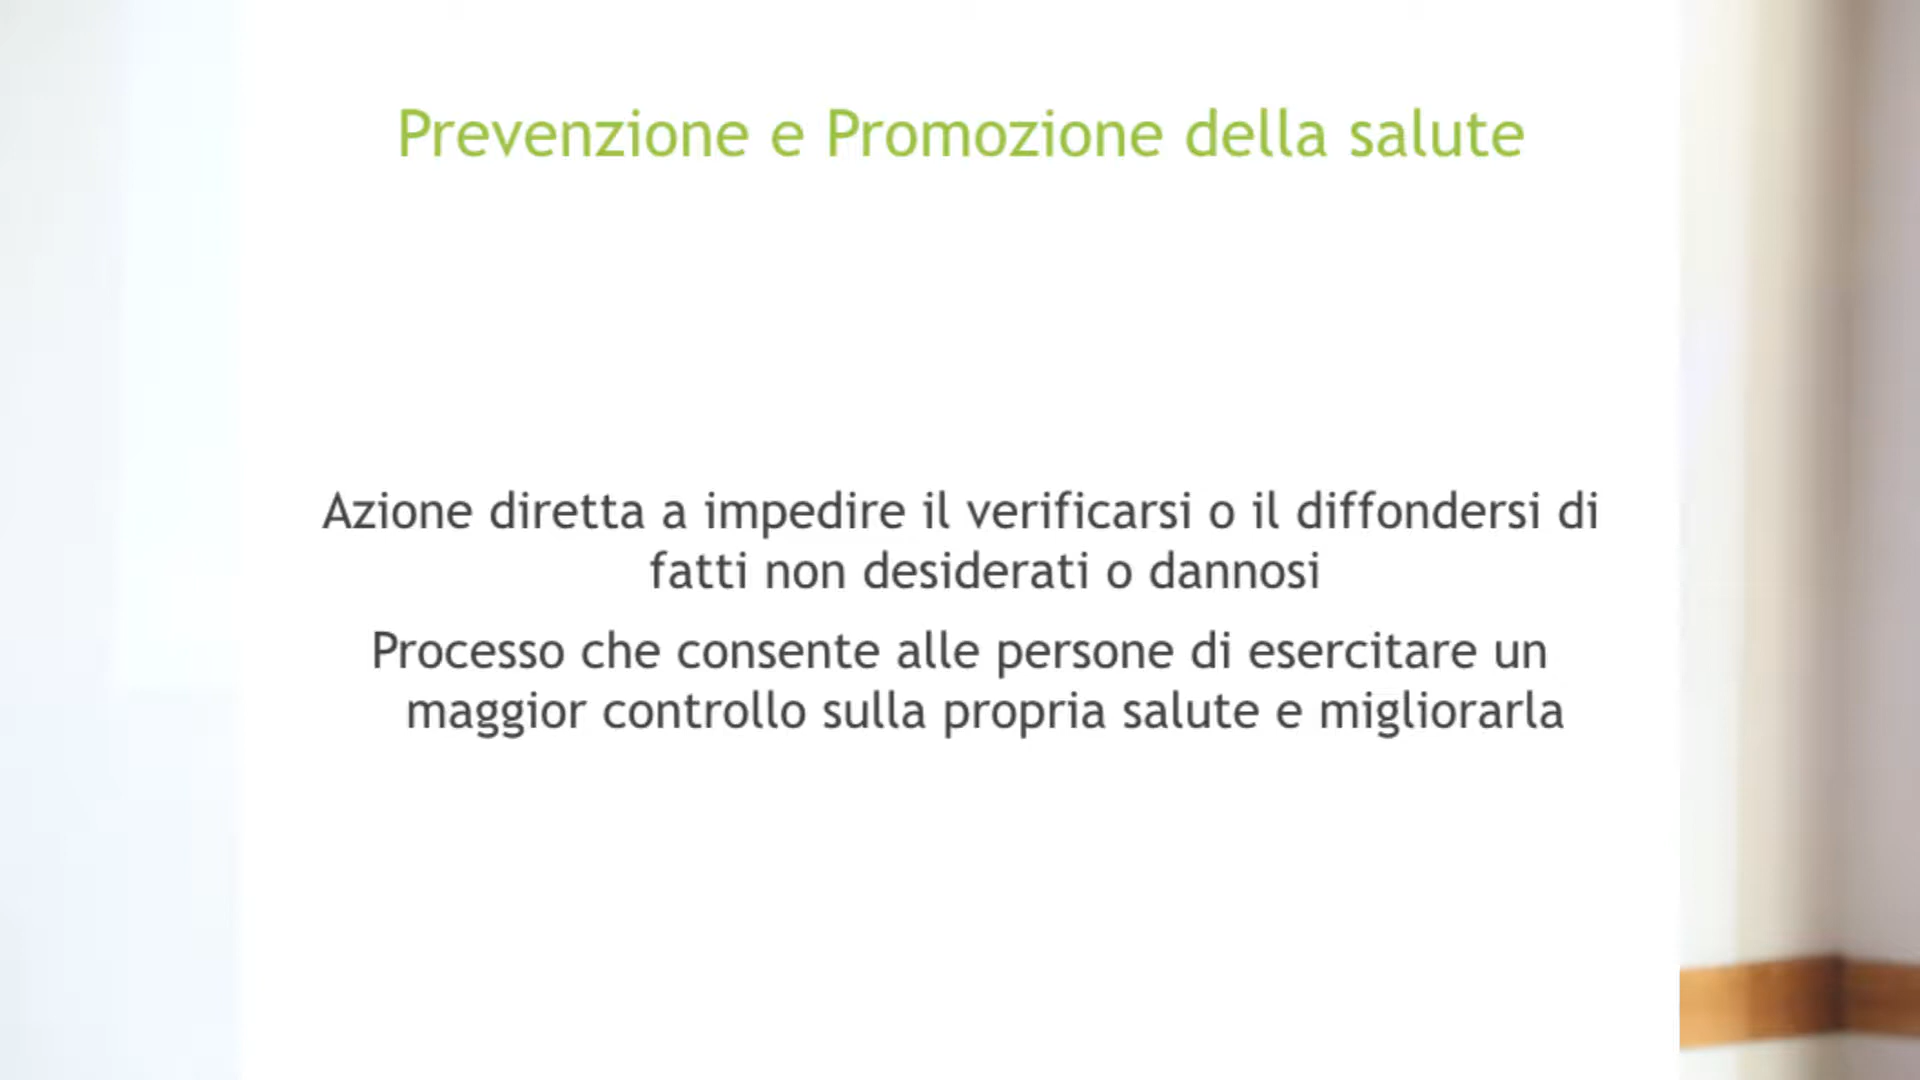 Prevenzione e Promozione della salute
Azione diretta a impedire il verificarsi o il diffondersi di
fatti non desiderati o dannosi
Processo che consente alle persone di esercitare un
maggior controllo sulla propria salute e migliorarla